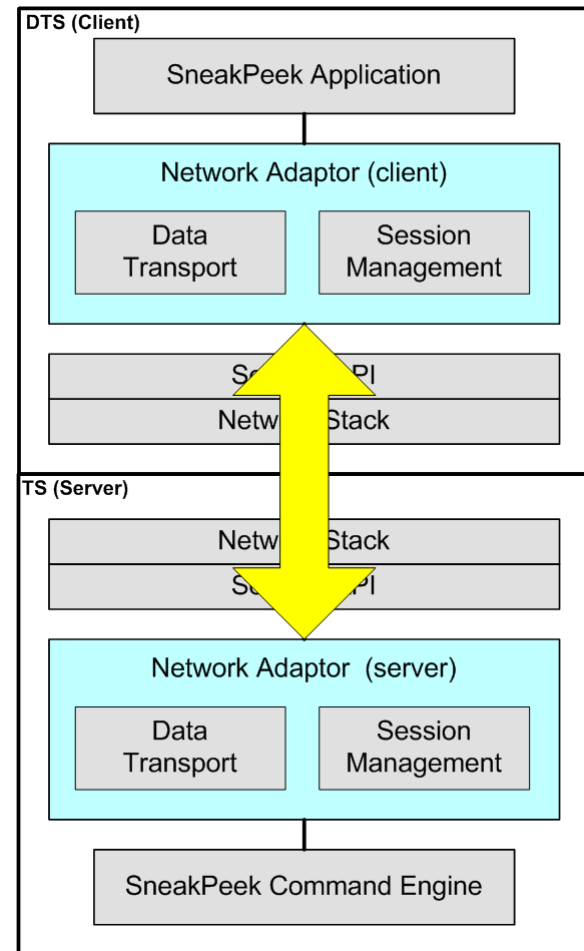 DTS (Client)
SneakPeek Application
Network Adaptor (client)
Data
Transport
Session
Management
Stack
TS (Server)
Stack
Network Adaptor (server)
Data
Transport
Session
Management
SneakPeek Command Engine